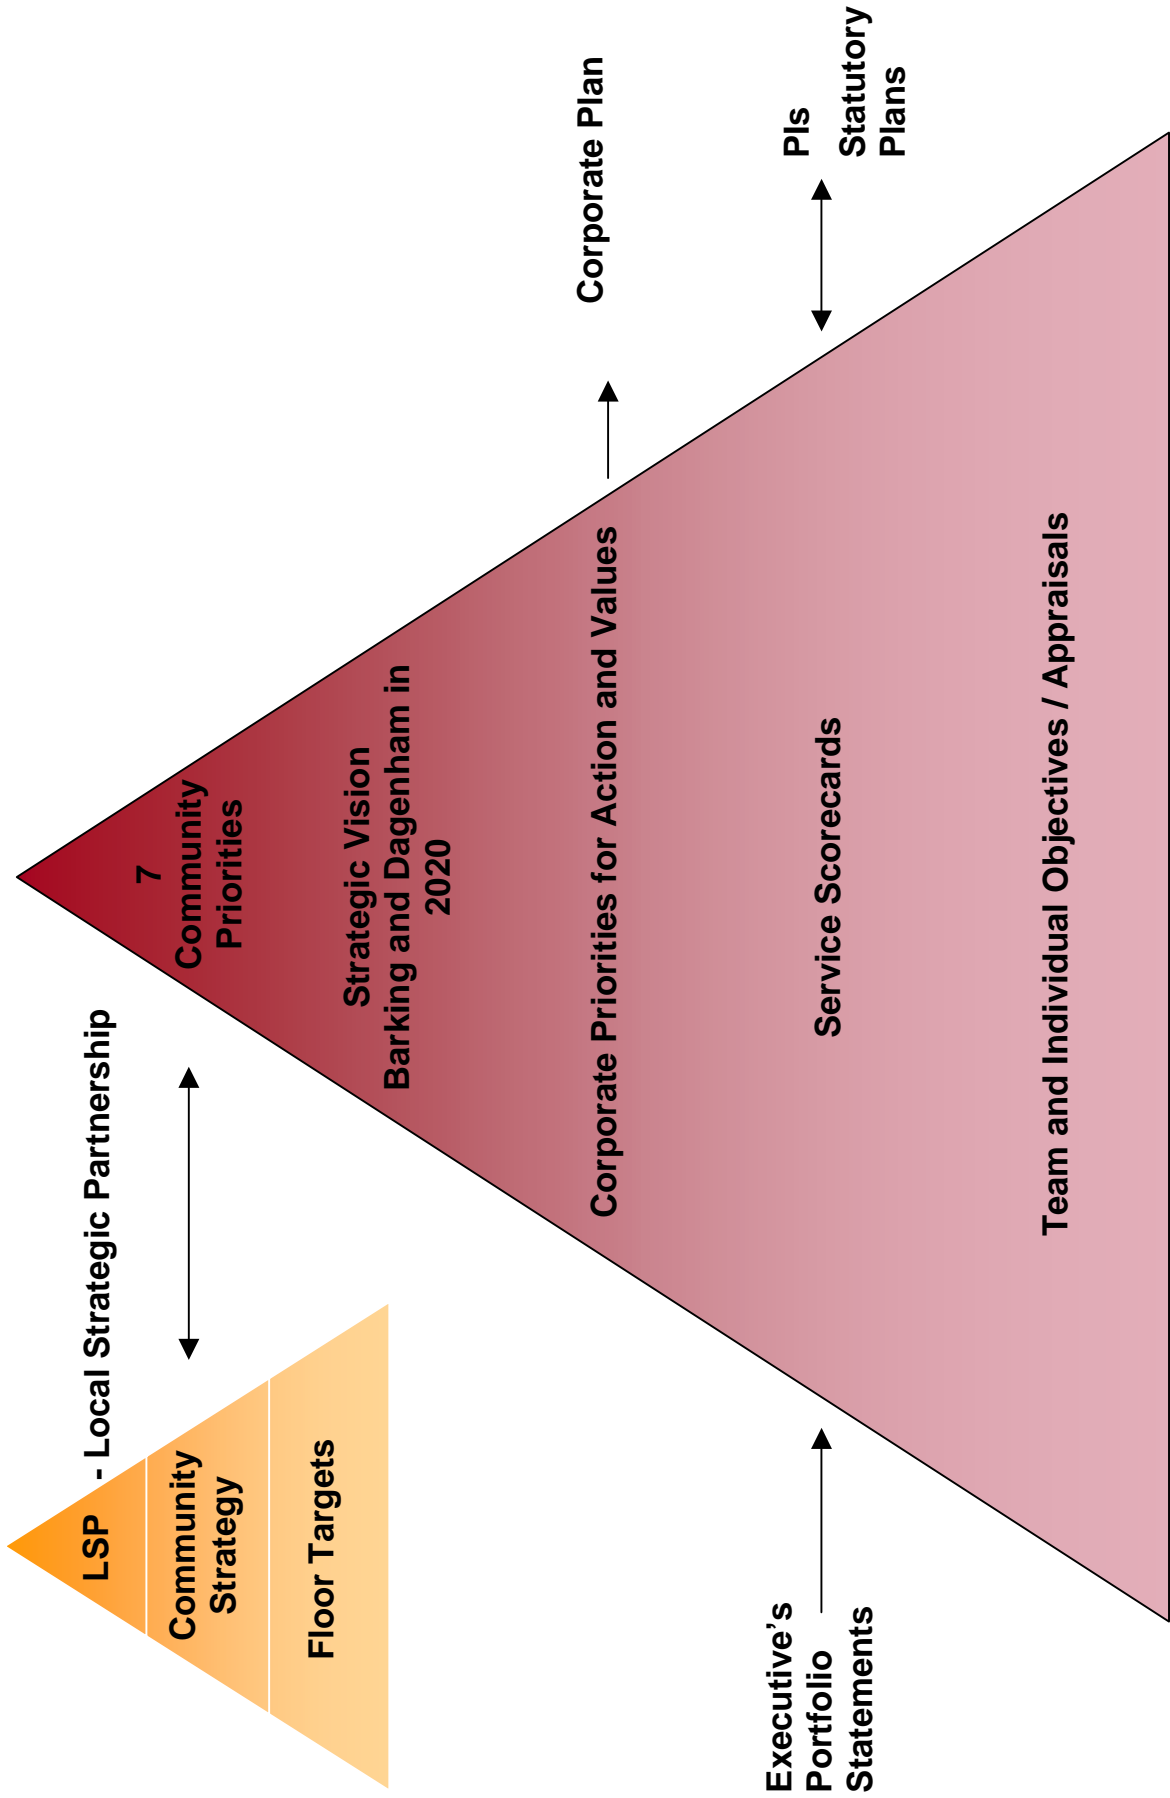 LSP
- Local Strategic Partnership
Community
Strategy
Floor Targets
7
Community
Priorities
Strategic Vision
Barking and Dagenham in
2020
Corporate Priorities for Action and Values
Corporate Plan
Executive’s
Portfolio
Statements
Service Scorecards
PIs
Statutory
Plans
Team and Individual Objectives / Appraisals